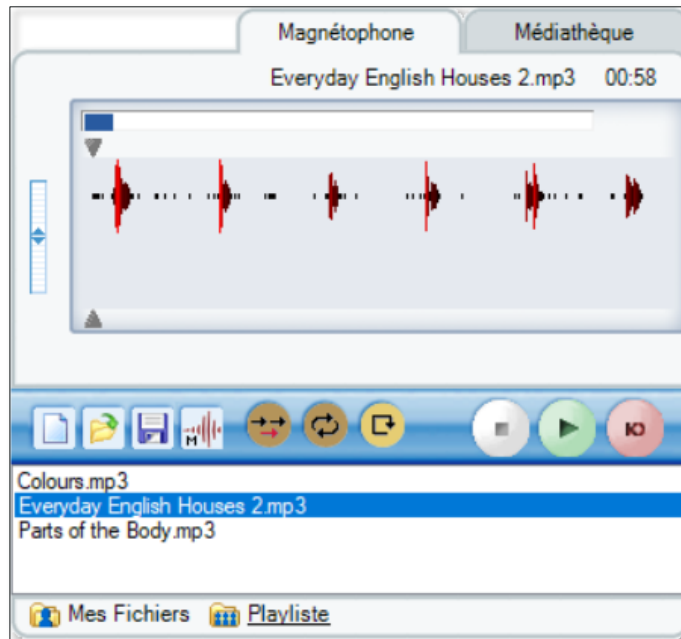 Magnétophone Médiathèque
Everyday English Houses 2.mp3 00:58
M
Colours.mp3
Everyday English Houses 2.mp3
Parts of the Body.mp3
Mes Fichiers Playliste